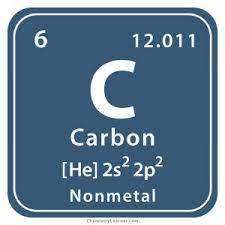 6 12.011
C
Carbon
[He] 2s² 2p²
Nonmetal
ChemistryLearner.com